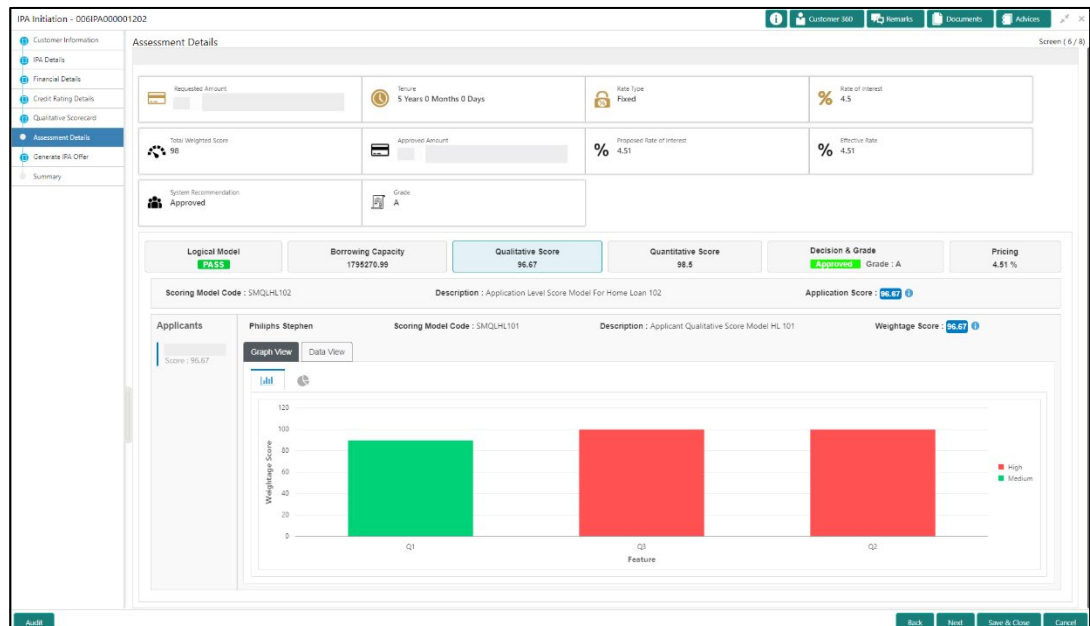 IPA Initiation - 006IPA000001202
Customer 360
Remarks
Documents
Advices
Customer Information
IPA Details
Financial Details
Credit Rating Details
Qualitative Scorecard
Assessment Details
Generate IPA Offer
Summary
Assessment Details
Screen ( 6 / 8)
Requested Amount
Tenure
5 Years 0 Months 0 Days
Rate Type
Fixed
Rate of Interest
4.5
Total Weighted Score
98
Approved Amount
Proposed Rate of Interest
4.51
Effective Rate
4.51
System Recommendation
Approved
Grade
A
Logical Model
PASS
Borrowing Capacity
1795270.99
Qualitative Score
96.67
Quantitative Score
98.5
Decision & Grade
Approved Grade : A
Pricing
4.51 %
Scoring Model Code : SMQLHL102 Description : Application Level Score Model For Home Loan 102 Application Score : 96.67
Applicants
Score : 96.67
Philiphs Stephen Scoring Model Code : SMQLHL101 Description : Applicant Qualitative Score Model HL 101 Weightage Score : 96.67
Graph View Data View
120
100
80
60
40
20
0
Weightage Score
Q1 Q3 Q2
Feature
High
Medium
Audit
Back Next Save & Close Cancel